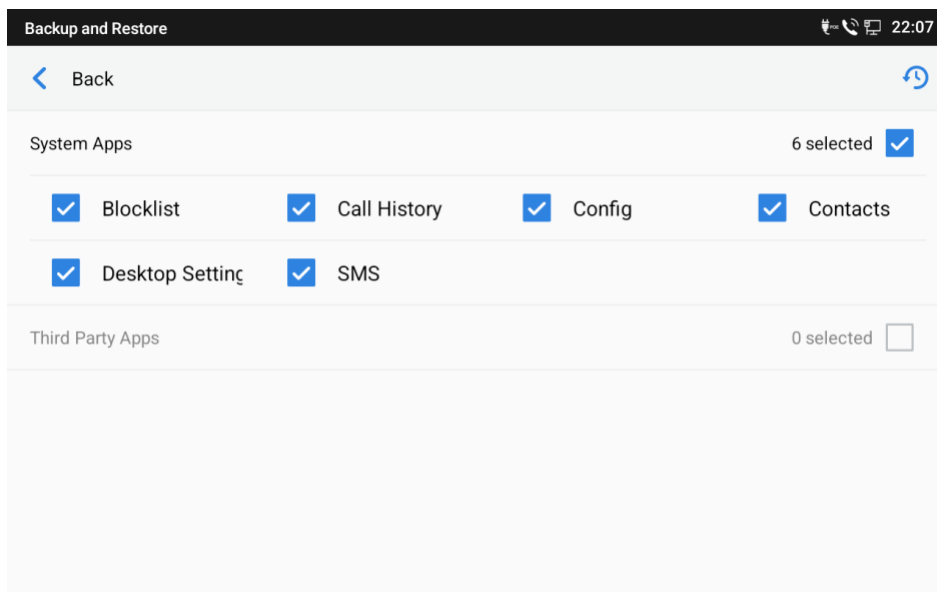 Backup and Restore 22:07
Back
System Apps 6 selected
Blocklist Call History Config Contacts
Desktop Setting SMS
Third Party Apps 0 selected